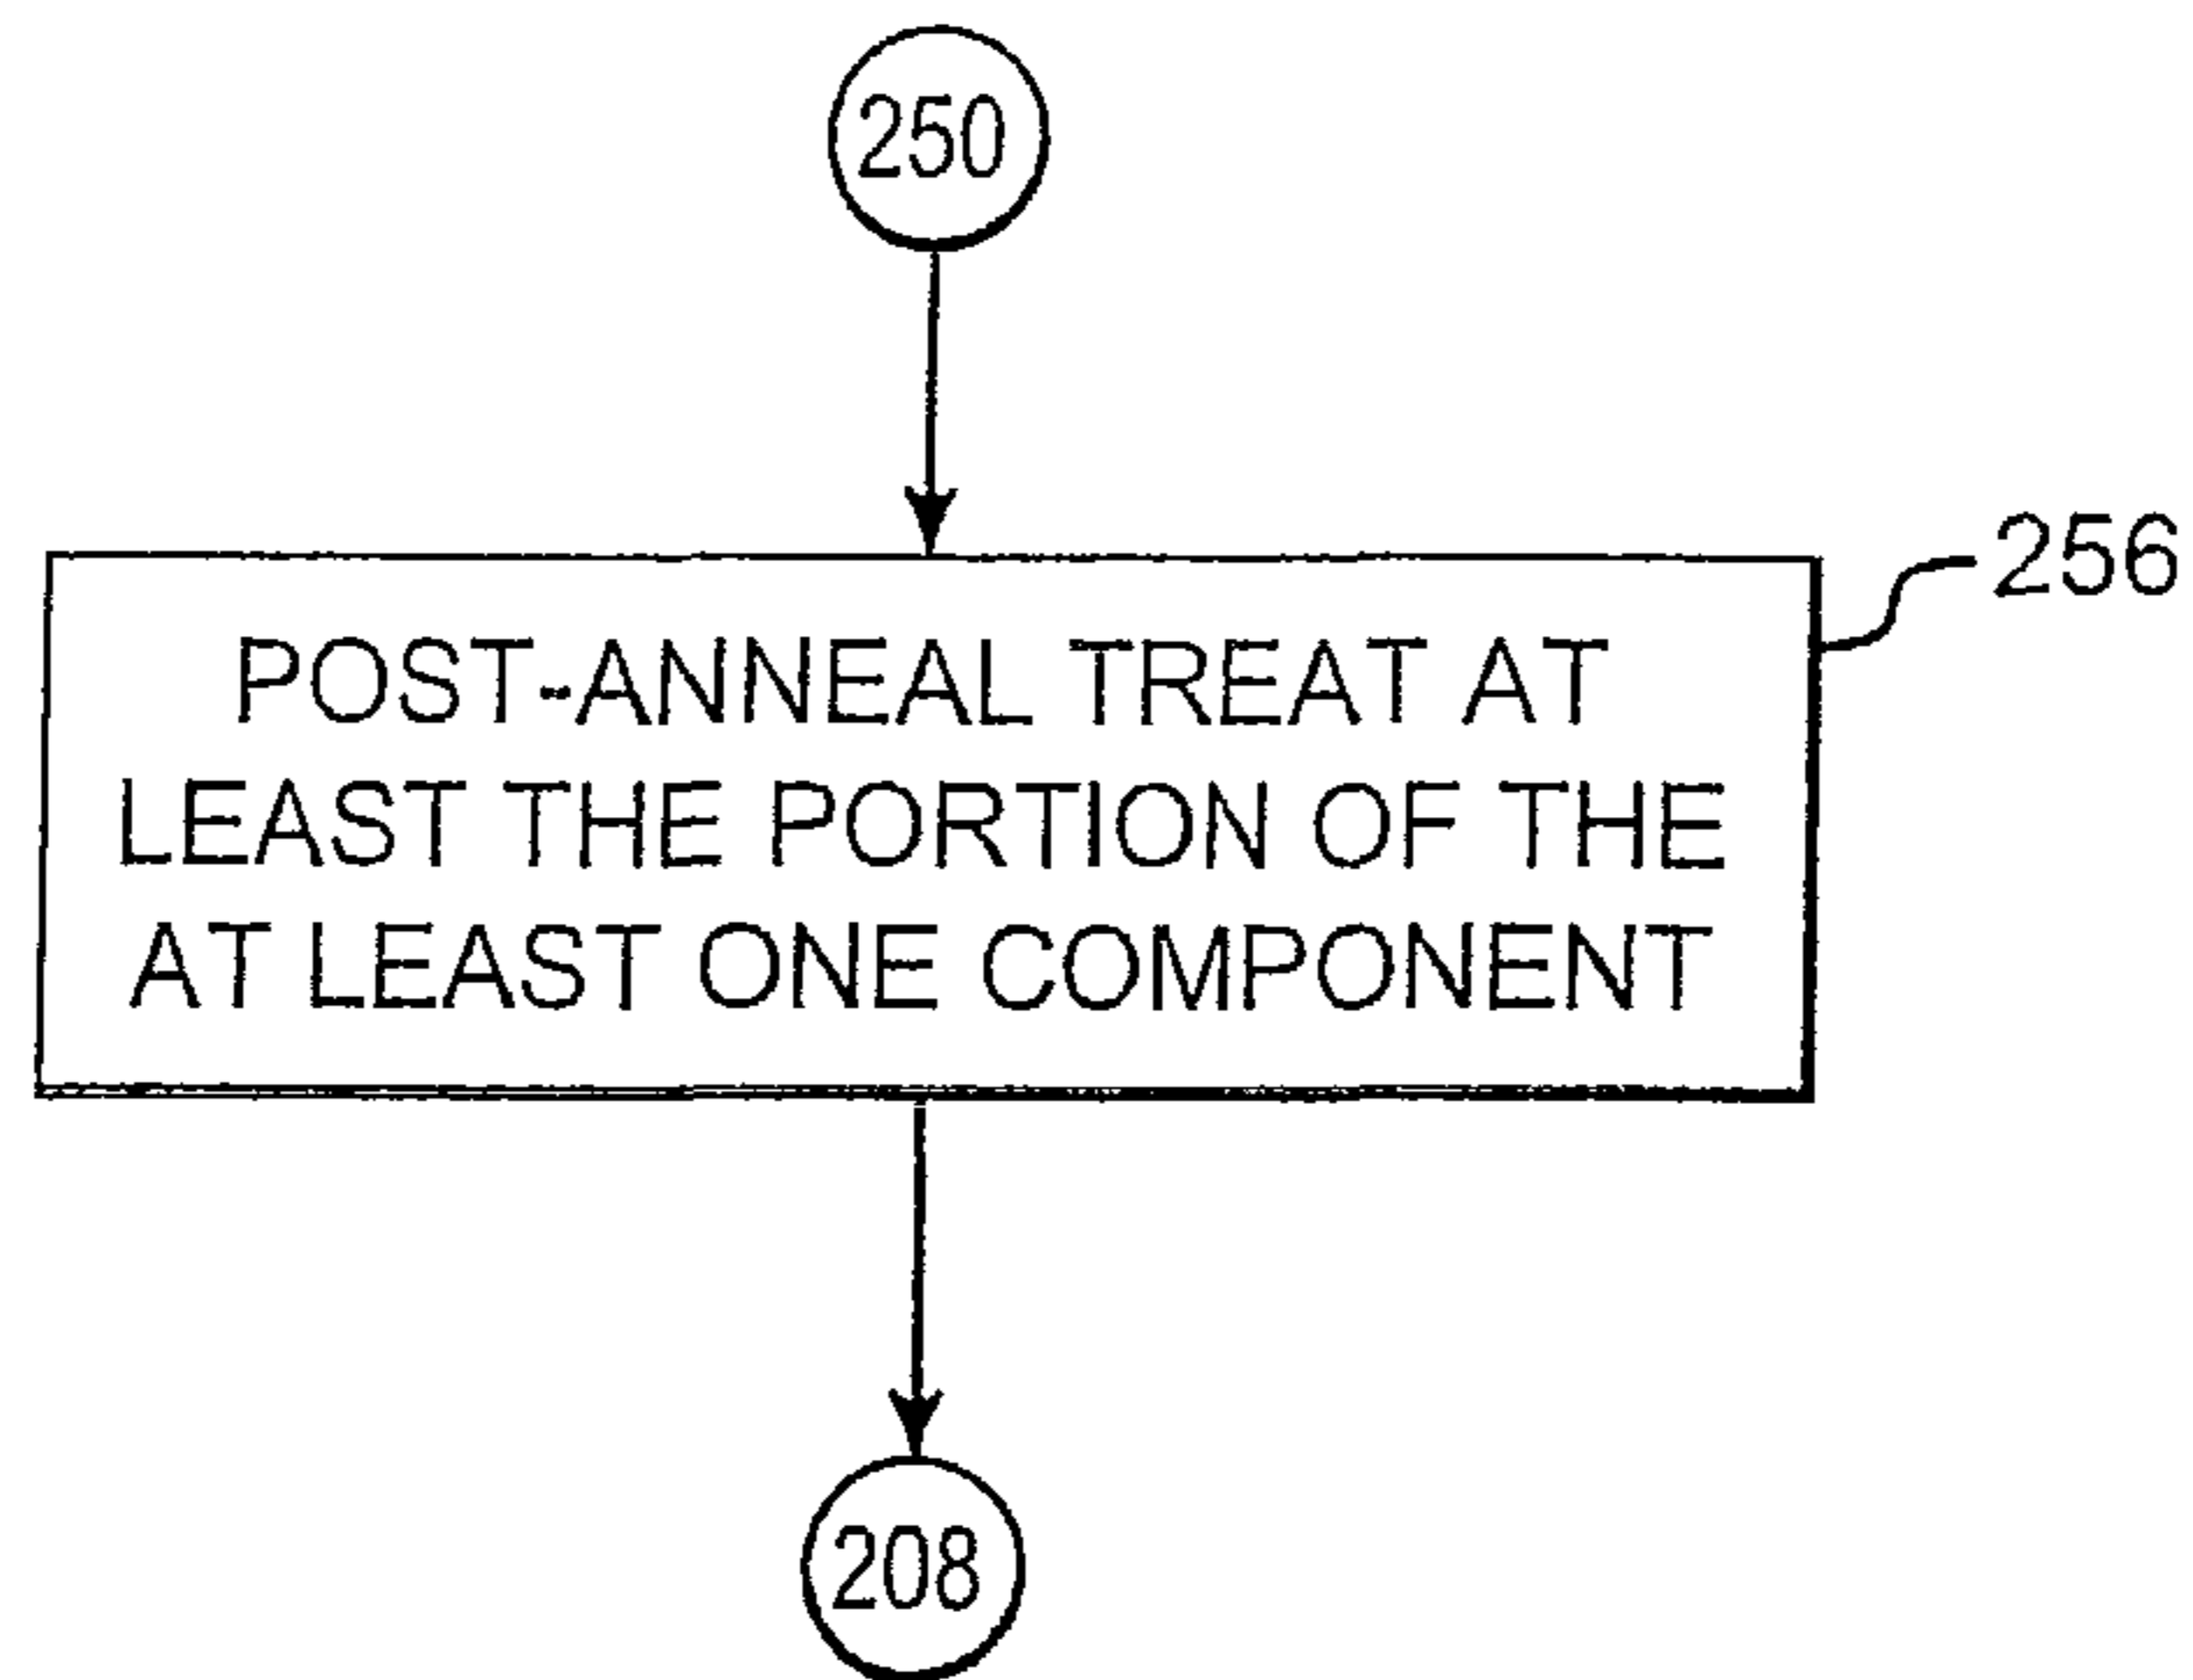 250
256
POST-ANNEAL TREAT AT
LEAST THE PORTION OF THE
AT LEAST ONE COMPONENT
208